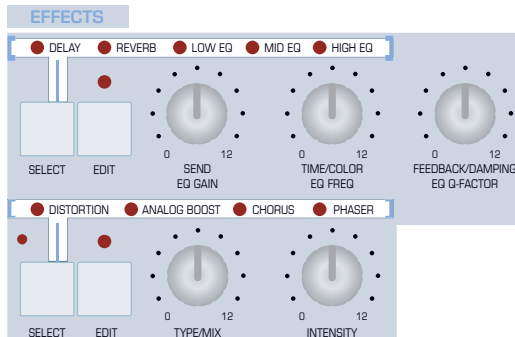 EFFECTS
DELAY REVERB LOW EQ MID EQ HIGH EQ
0 12 0 12 0 12
SELECT EDIT SEND TIME/COLOR FEEDBACK/DAMPING
EQ GAIN EQ FREQ EQ Q-FACTOR
DISTORTION ANALOG BOOST CHORUS PHASER
0 12 0 12
SELECT EDIT TYPE/MIX INTENSITY